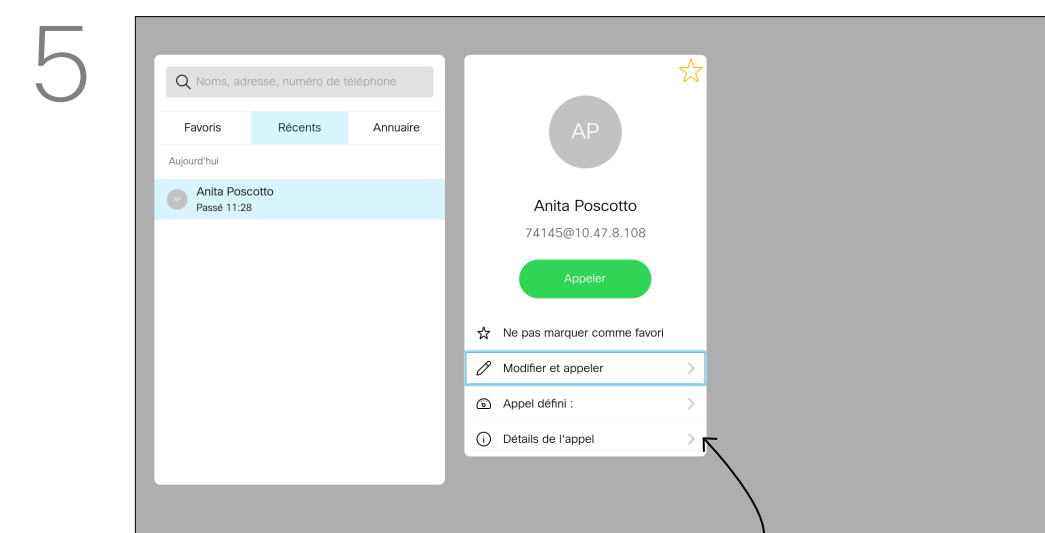 5
Noms, adresse, numéro de téléphone
Favoris Récents Annuaire
Aujourd'hui
AP
Anita Poscotto
Passé 11:28
AP
Anita Poscotto
74145@10.47.8.108
Appeler
Ne pas marquer comme favori
Modifier et appeler
Appel défini :
Détails de l'appel